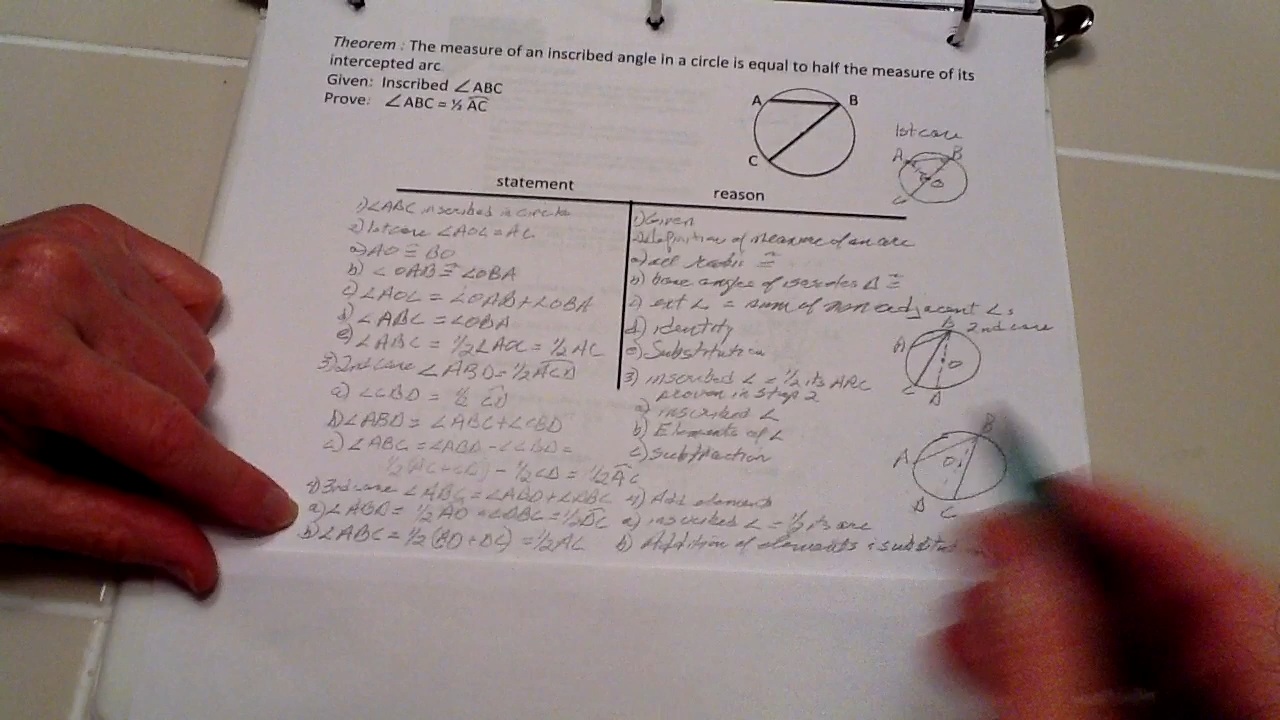 Theorem : The measure of an inscribed angle in a circle is equal to half the measure of its
intercepted arc.
Given: Inscribed ∠ABC
Prove: ∠ABC = ½ AC
A B
C
1st case
A B
O
C
statement reason
1) ∠ABC inscribed in circle 1) Given
2) 1st case ∠AOC = AC 2) definition of measure of an arc
a) AO ≅ BO a) all radii ≅
b) ∠OAB ≅ ∠OBA b) base angles of isosceles Δ ≅
c) ∠AOC = ∠OAB + ∠OBA c) ext ∠ = sum of nonadjacent ∠s
d) ∠ABC = ∠OBA d) identity
e) ∠ABC = 1/2 ∠AOC = 1/2 AC e) Substitution
B 2nd case
A
O
C D
3) 2nd case ∠ABD = 1/2 ACD 3) inscribed ∠ = 1/2 its ARC
proven in step 2
a) ∠CBD = 1/2 CD a) inscribed ∠
b) ∠ABD = ∠ABC + ∠CBD b) Elements of ∠
c) ∠ABC = ∠ABD - ∠CBD = c) subtraction
1/2 (AC + CD) - 1/2 CD = 1/2 AC
B
A
O
D C
4) 3rd case ∠ABC = ∠ABD + ∠DBC 4) Add elements
a) ∠ABD = 1/2 AD ∠DBC = 1/2 DC a) inscribed ∠ = 1/2 its arc
b) ∠ABC = 1/2 (AD + DC) = 1/2 AC b) Addition of elements